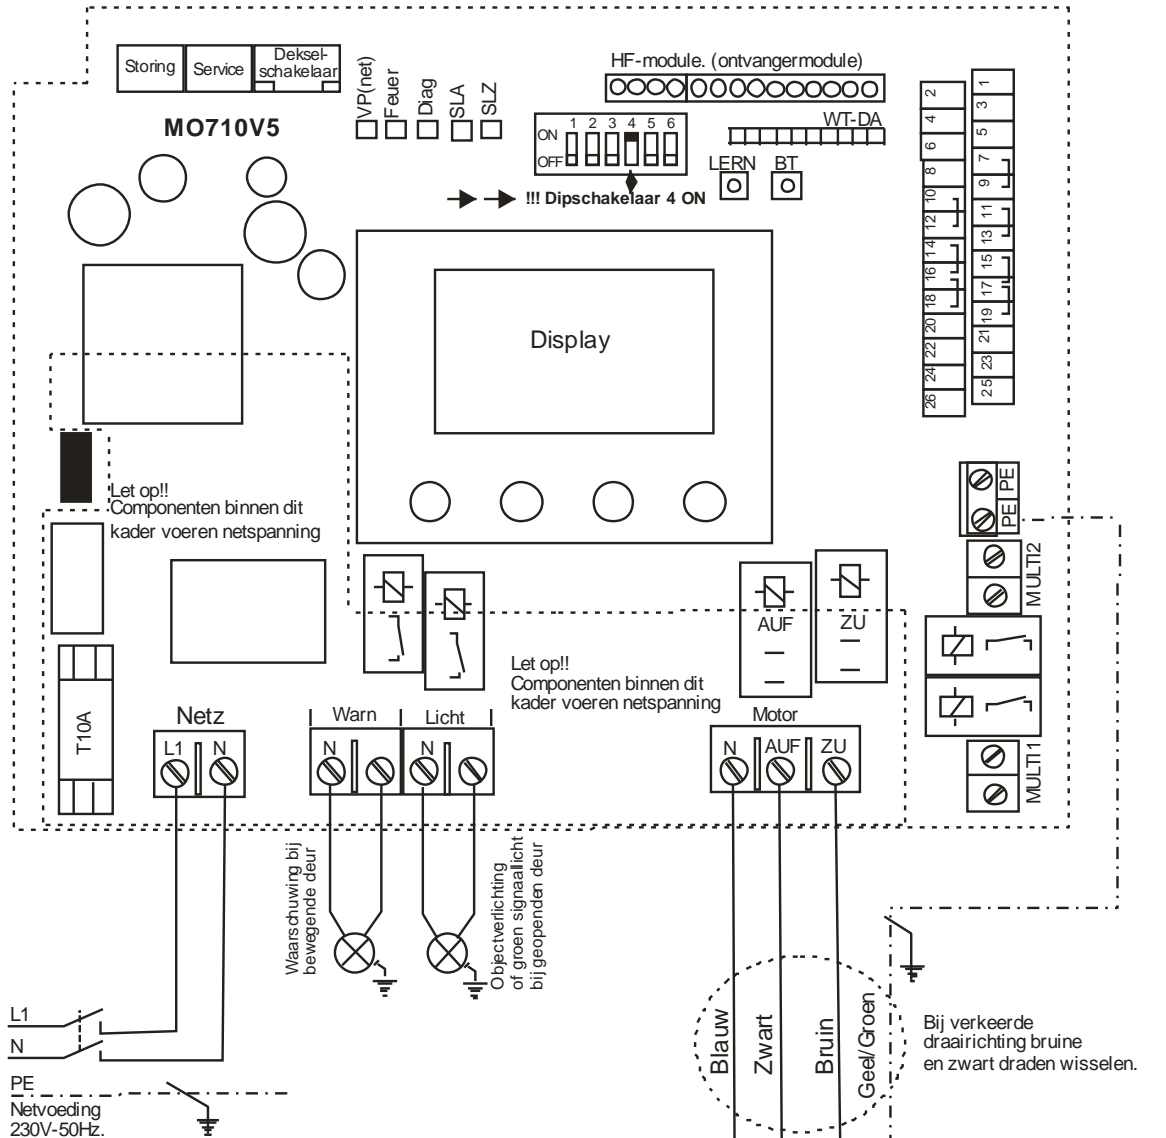 Storing
Service
Deksel-
schakelaar
MO710V5
VP(net)
Feuer
Diag
SLA
SLZ
HF-module. (ontvangermodule)
1 2 3 4 5 6
ON
OFF
WT-DA
LERN
BT
!!! Dipschakelaar 4 ON
2
4
6
8
10
12
14
16
18
20
22
24
26
1
3
5
7
9
11
13
15
17
19
21
23
25
Display
Let op!!
Componenten binnen dit
kader voeren netspanning
PE
PE
MULTI2
AUF
ZU
Let op!!
Componenten binnen dit
kader voeren netspanning
T10A
Netz
L1 N
Warn
N
Licht
N
Motor
N AUF ZU
MULTI1
Waarschuwing bij
bewegende deur
Objectverlichting
of groen signaallicht
bij geopenden deur
L1
N
PE
Netvoeding
230V-50Hz.
Blauw
Zwart
Bruin
Geel/Groen
Bij verkeerde
draairichting bruine
en zwart draden wisselen.